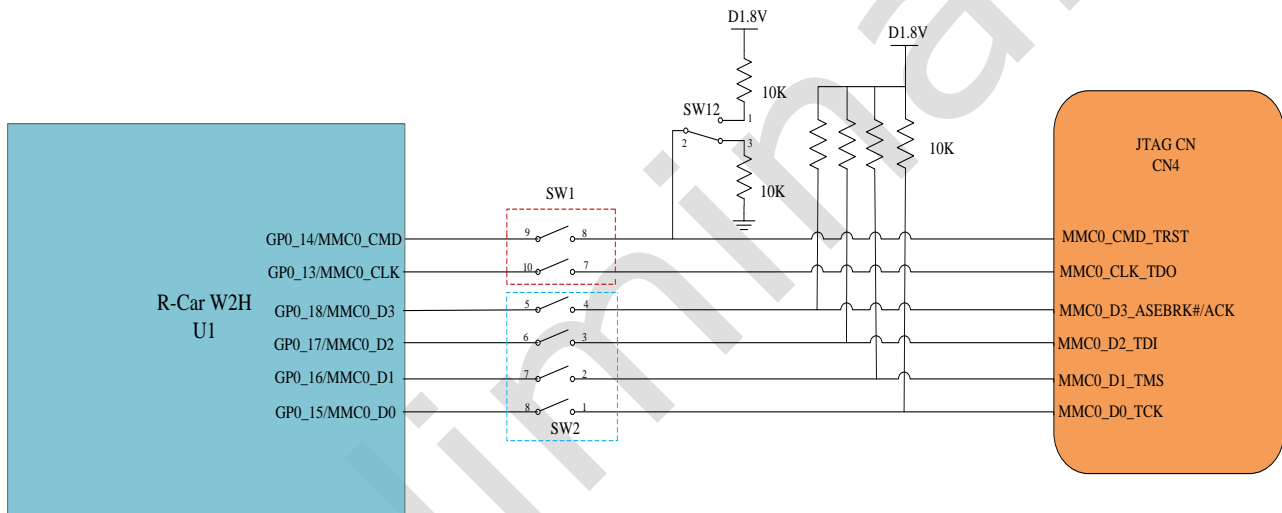 D1.8V
D1.8V
10K
SW12
1
2
3
10K
10K
SW1
JTAG CN
CN4
GP0_14/MMC0_CMD
9
8
MMC0_CMD_TRST
GP0_13/MMC0_CLK
10
7
MMC0_CLK_TDO
R-Car W2H
U1
GP0_18/MMC0_D3
5
4
MMC0_D3_ASEBRK#/ACK
GP0_17/MMC0_D2
6
3
MMC0_D2_TDI
GP0_16/MMC0_D1
7
2
MMC0_D1_TMS
GP0_15/MMC0_D0
8
1
MMC0_D0_TCK
SW2